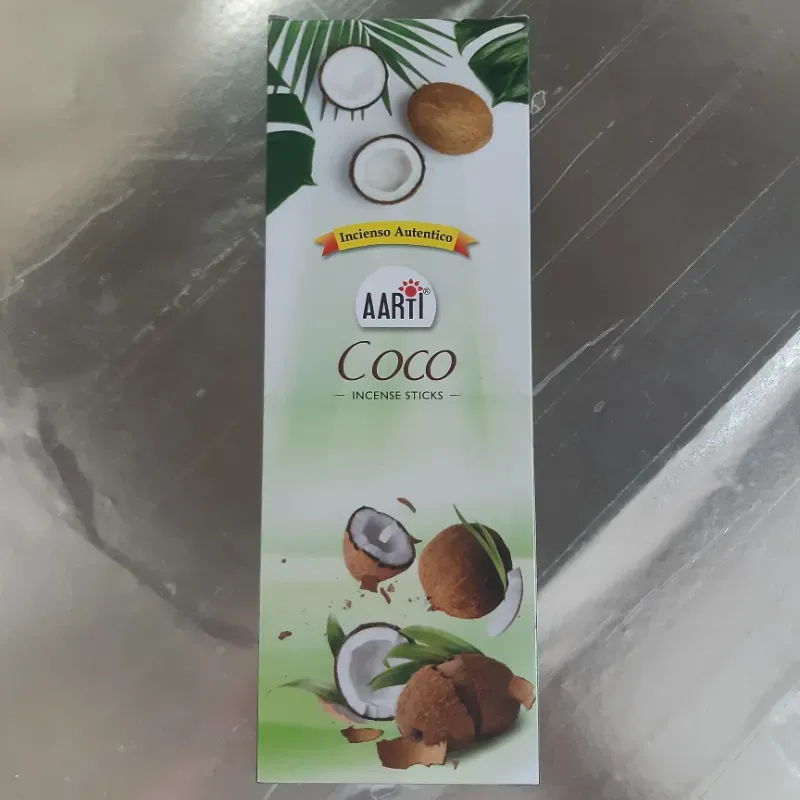 Incienso Autentico
AARTI®
Coco
INCENSE STICKS